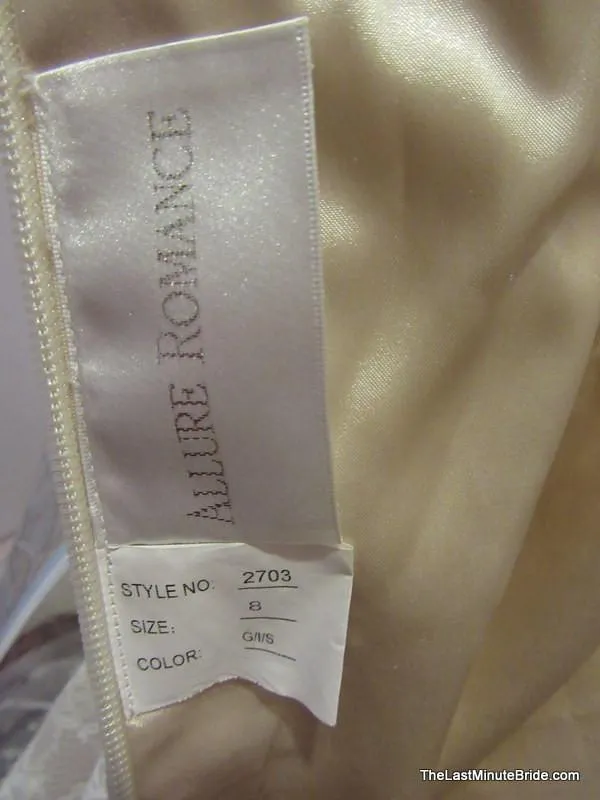 ALLURE ROMANCE
STYLE NO: 2703
SIZE: 8
COLOR: G/I/S
TheLastMinuteBride.com